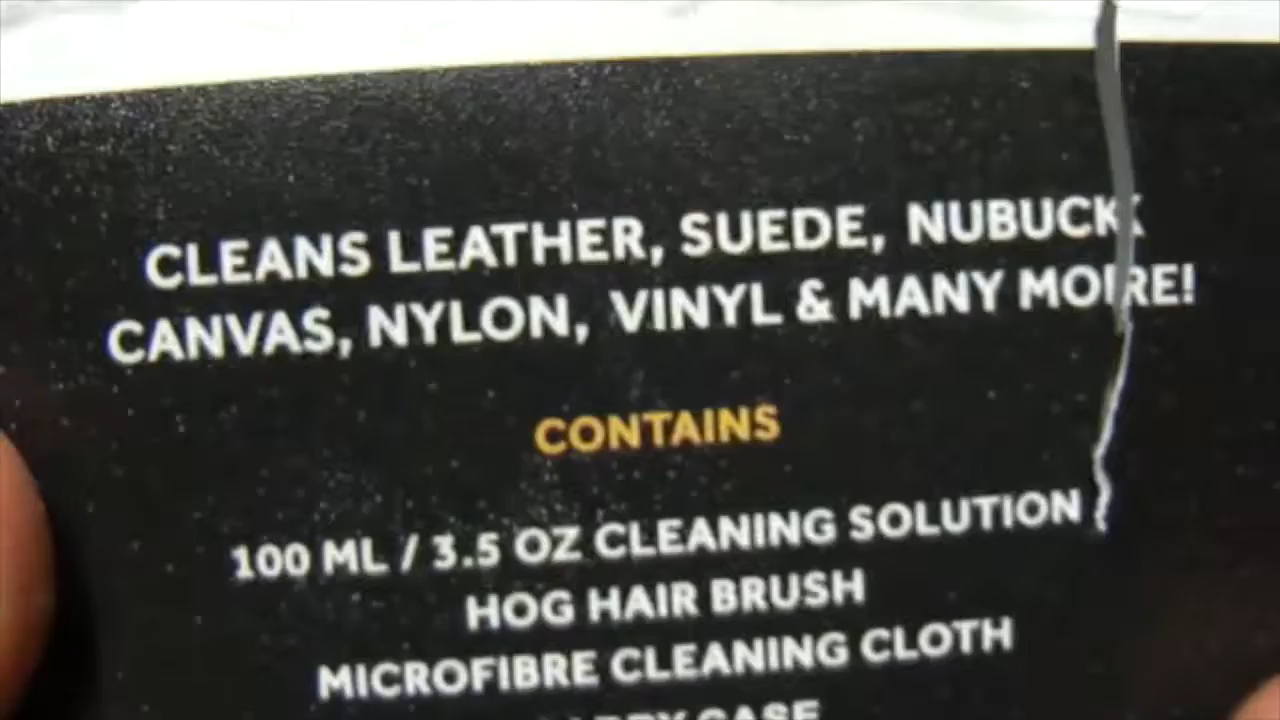 CLEANS LEATHER, SUEDE, NUBUCK
CANVAS, NYLON, VINYL & MANY MORE!
CONTAINS
100 ML / 3.5 OZ CLEANING SOLUTION
HOG HAIR BRUSH
MICROFIBRE CLEANING CLOTH
CASE